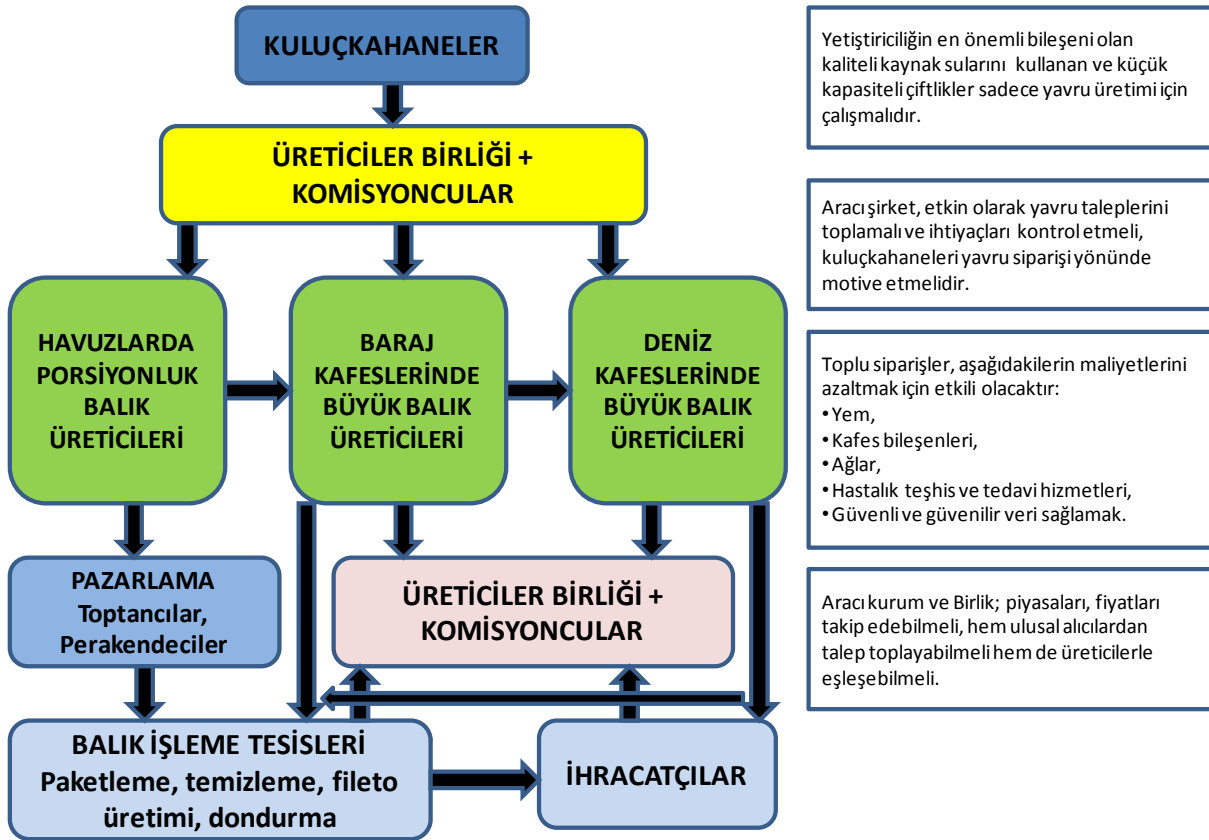 KULUÇKAHANELER
ÜRETİCİLER BİRLİĞİ +
KOMİSYONCULAR
HAVUZLARDA
PORSİYONLUK
BALIK
ÜRETİCİLERİ
BARAJ
KAFESLERİNDE
BÜYÜK BALIK
ÜRETİCİLERİ
DENİZ
KAFESLERİNDE
BÜYÜK BALIK
ÜRETİCİLERİ
PAZARLAMA
Toptancılar,
Perakendeciler
ÜRETİCİLER BİRLİĞİ +
KOMİSYONCULAR
BALIK İŞLEME TESİSLERİ
Paketleme, temizleme, fileto
üretimi, dondurma
İHRACATÇILAR
Yetiştiriciliğin en önemli bileşeni olan
kaliteli kaynak sularını kullanan ve küçük
kapasiteli çiftlikler sadece yavru üretimi için
çalışmalıdır.
Aracı şirket, etkin olarak yavru taleplerini
toplamalı ve ihtiyaçları kontrol etmeli,
kuluçkahaneleri yavru siparişi yönünde
motive etmelidir.
Toplu siparişler, aşağıdakilerin maliyetlerini
azaltmak için etkili olacaktır:
• Yem,
• Kafes bileşenleri,
• Ağlar,
• Hastalık teşhis ve tedavi hizmetleri,
• Güvenli ve güvenilir veri sağlamak.
Aracı kurum ve Birlik; piyasaları, fiyatları
takip edebilmeli, hem ulusal alıcılardan
talep toplayabilmeli hem de üreticilerle
eşleşebilmeli.